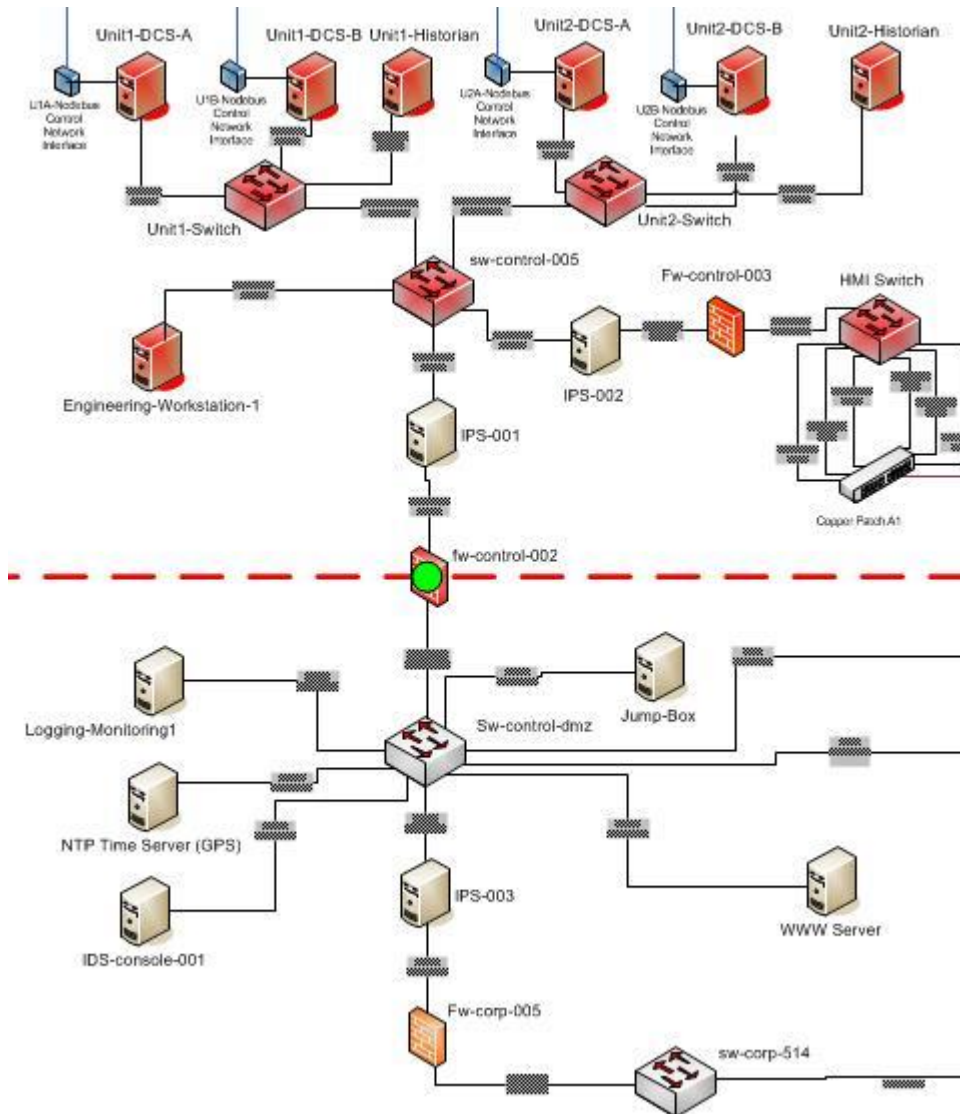 Unit1-DCS-A
Unit1-DCS-B
Unit1-Historian
Unit2-DCS-A
Unit2-DCS-B
Unit2-Historian
U1A-Nodebus
Control
Network
Interface
U1B-Nodebus
Control
Network
Interface
U2A-Nodebus
Control
Network
Interface
U2B-Nodebus
Control
Network
Interface
Unit1-Switch
Unit2-Switch
sw-control-005
Fw-control-003
HMI Switch
IPS-002
Engineering-Workstation-1
IPS-001
Copper Patch A1
fw-control-002
Logging-Monitoring1
Sw-control-dmz
Jump-Box
NTP Time Server (GPS)
IPS-003
WWW Server
IDS-console-001
Fw-corp-005
sw-corp-514